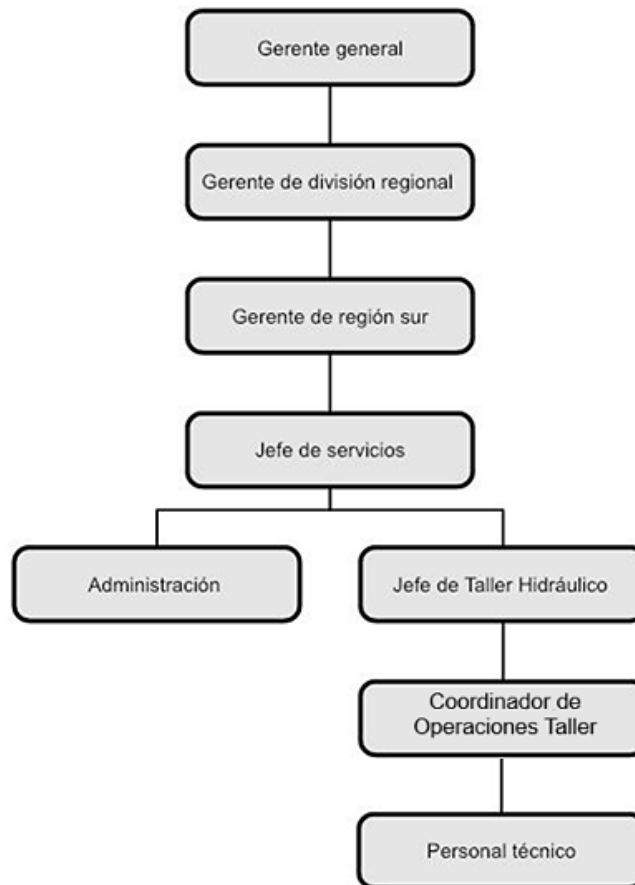 Gerente general
Gerente de división regional
Gerente de región sur
Jefe de servicios
Administración
Jefe de Taller Hidráulico
Coordinador de
Operaciones Taller
Personal técnico